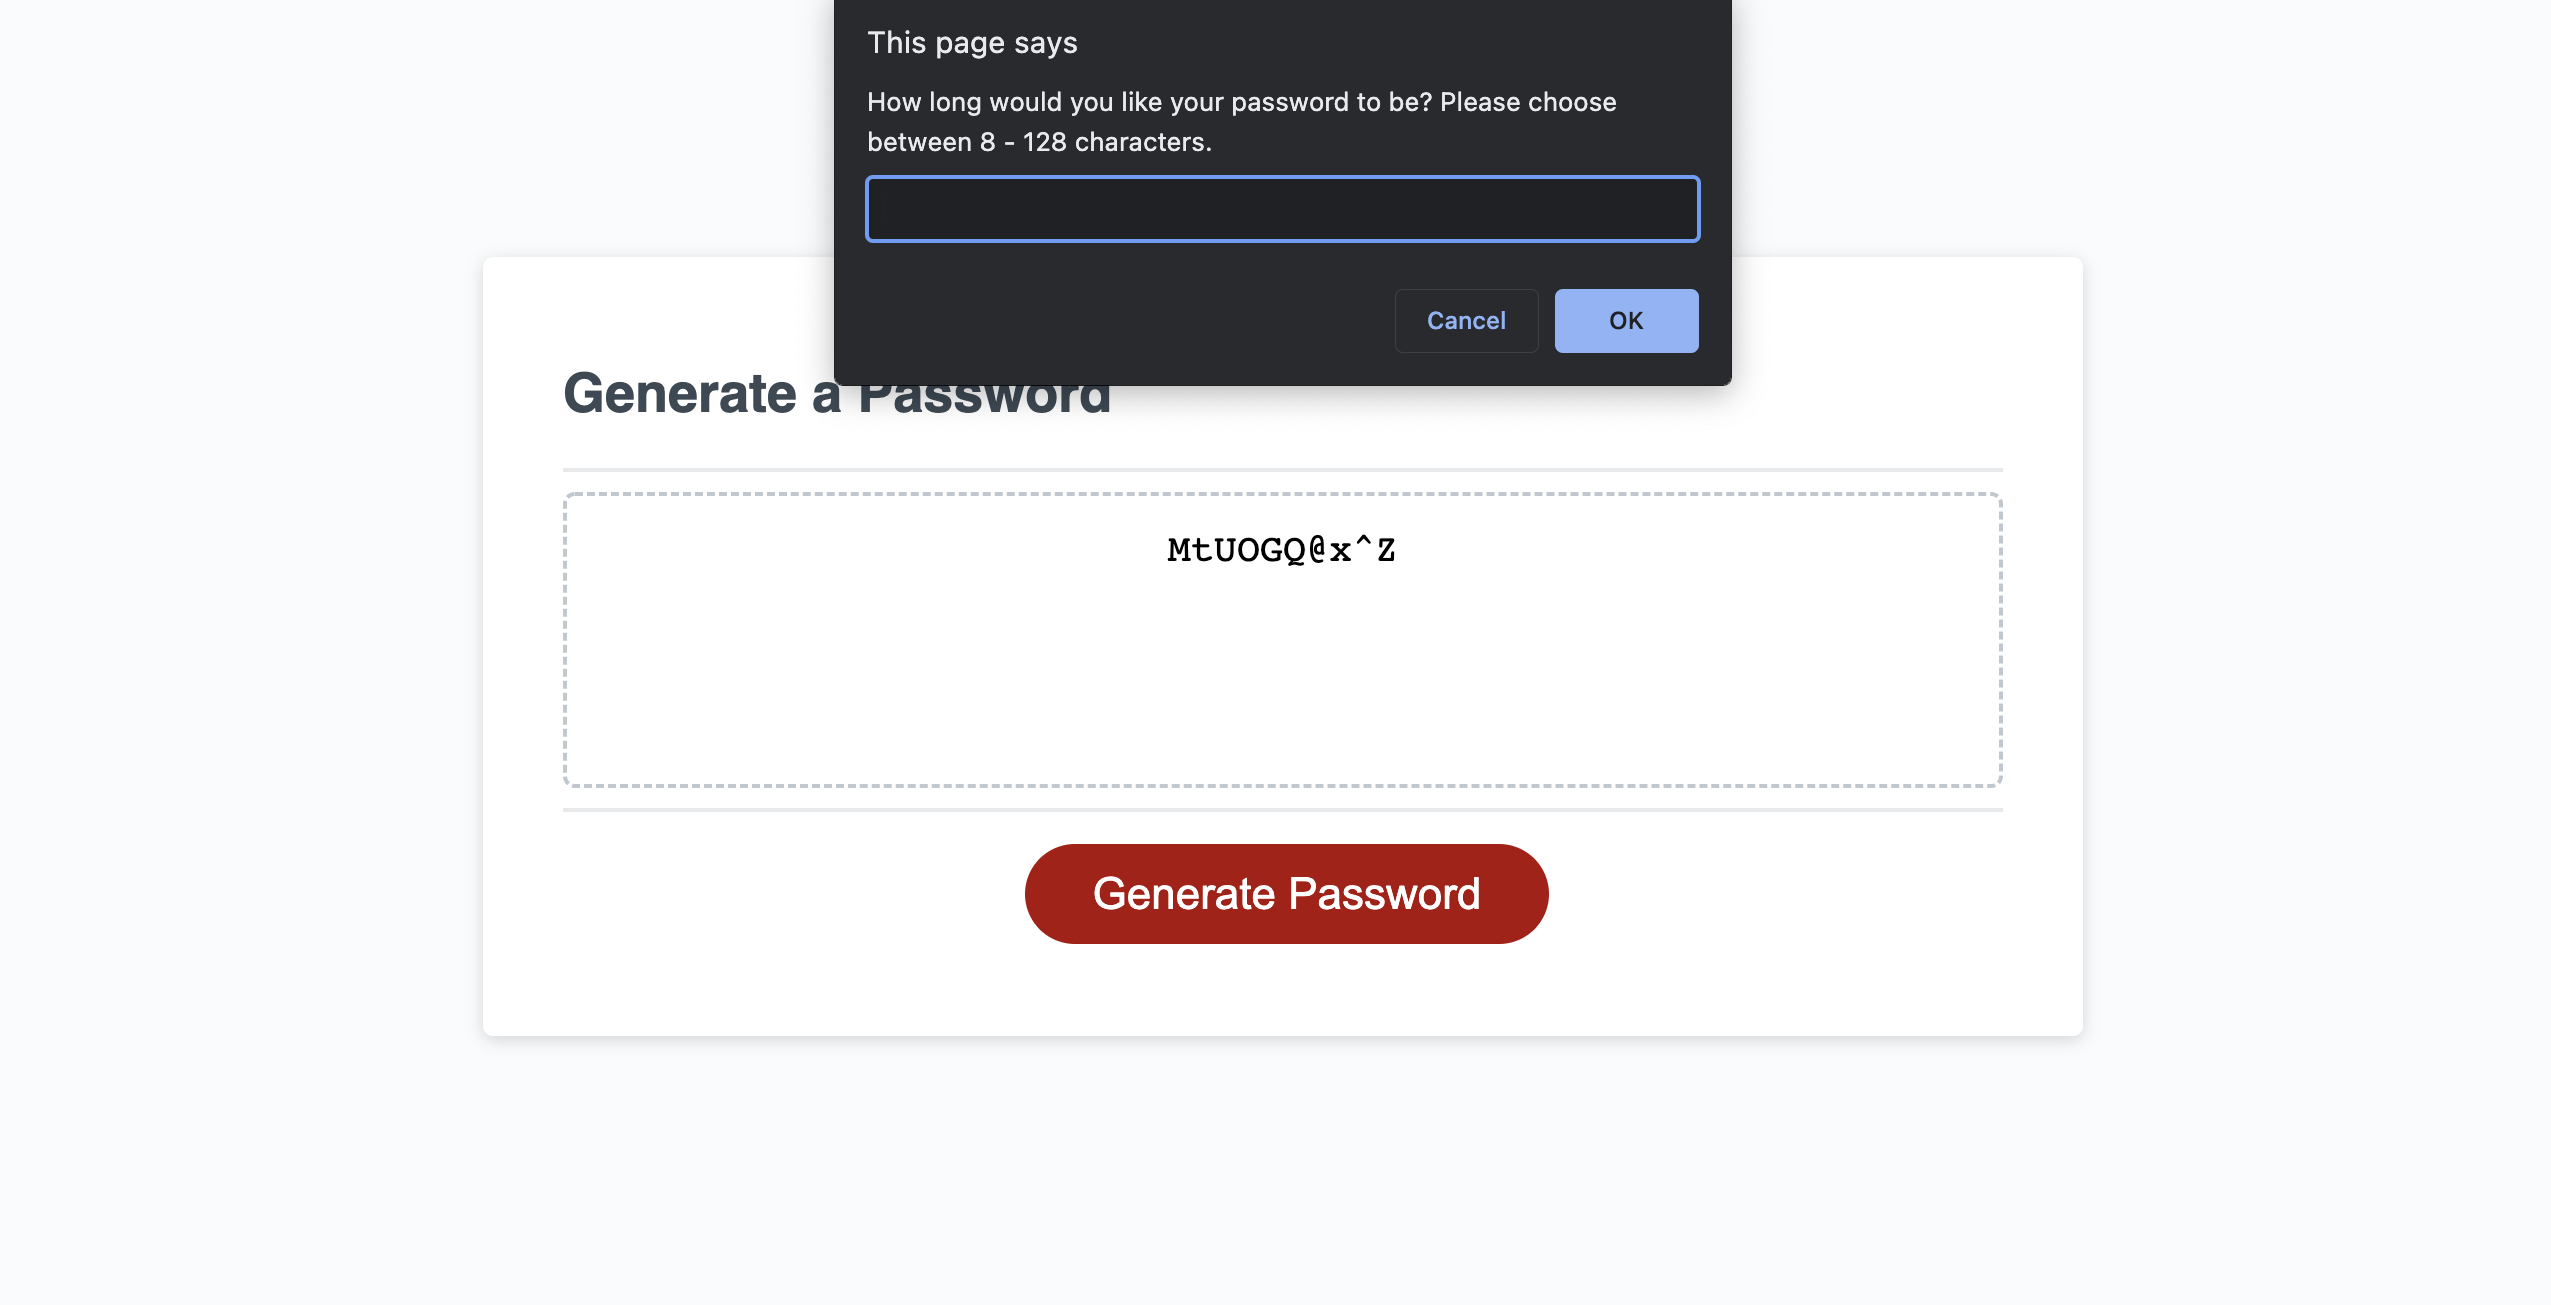 This page says
How long would you like your password to be? Please choose
between 8 - 128 characters.
Cancel
OK
Generate a Password
MtUOGQ@x^Z
Generate Password